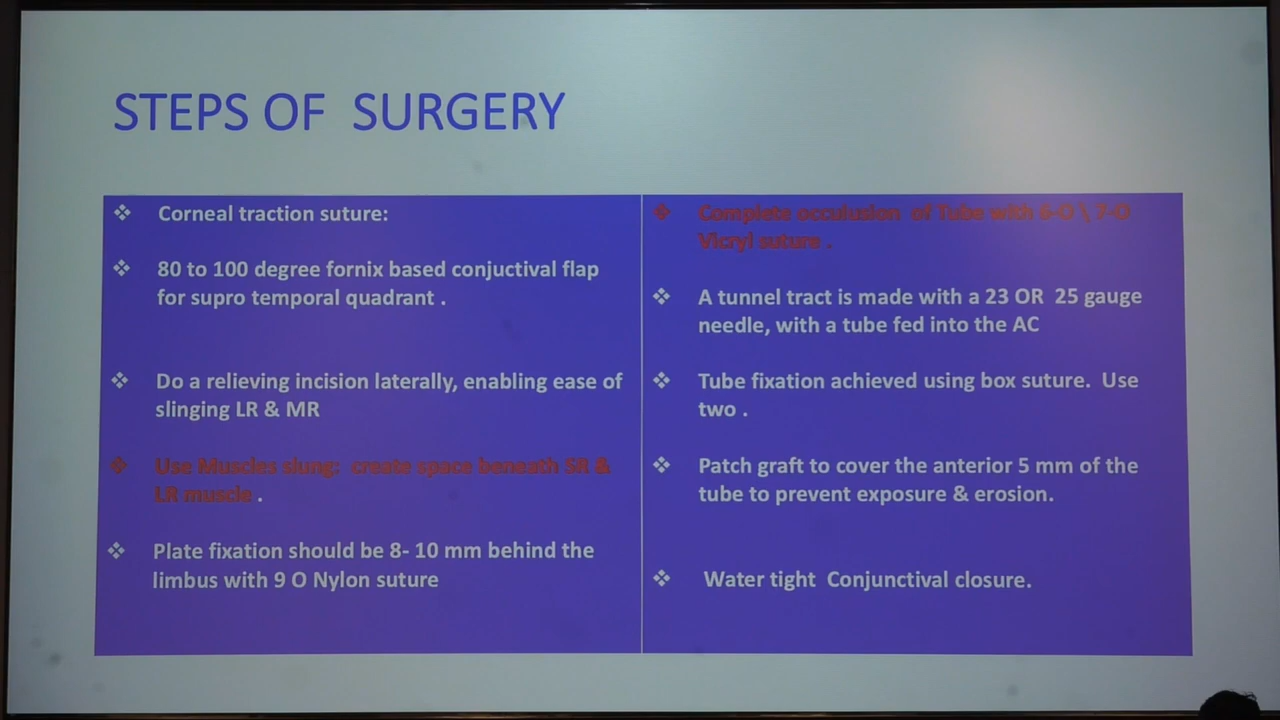 STEPS OF SURGERY
❖ Corneal traction suture:
❖ 80 to 100 degree fornix based conjuctival flap
for supro temporal quadrant .
❖ Do a relieving incision laterally, enabling ease of
slinging LR & MR
❖ Use Muscles slung: create space beneath SR &
LR muscle .
❖ Plate fixation should be 8- 10 mm behind the
limbus with 9 O Nylon suture
❖ Complete occulusion of Tube with 6-O \ 7-O
Vicryl suture .
❖ A tunnel tract is made with a 23 OR 25 gauge
needle, with a tube fed into the AC
❖ Tube fixation achieved using box suture. Use
two .
❖ Patch graft to cover the anterior 5 mm of the
tube to prevent exposure & erosion.
❖ Water tight Conjunctival closure.